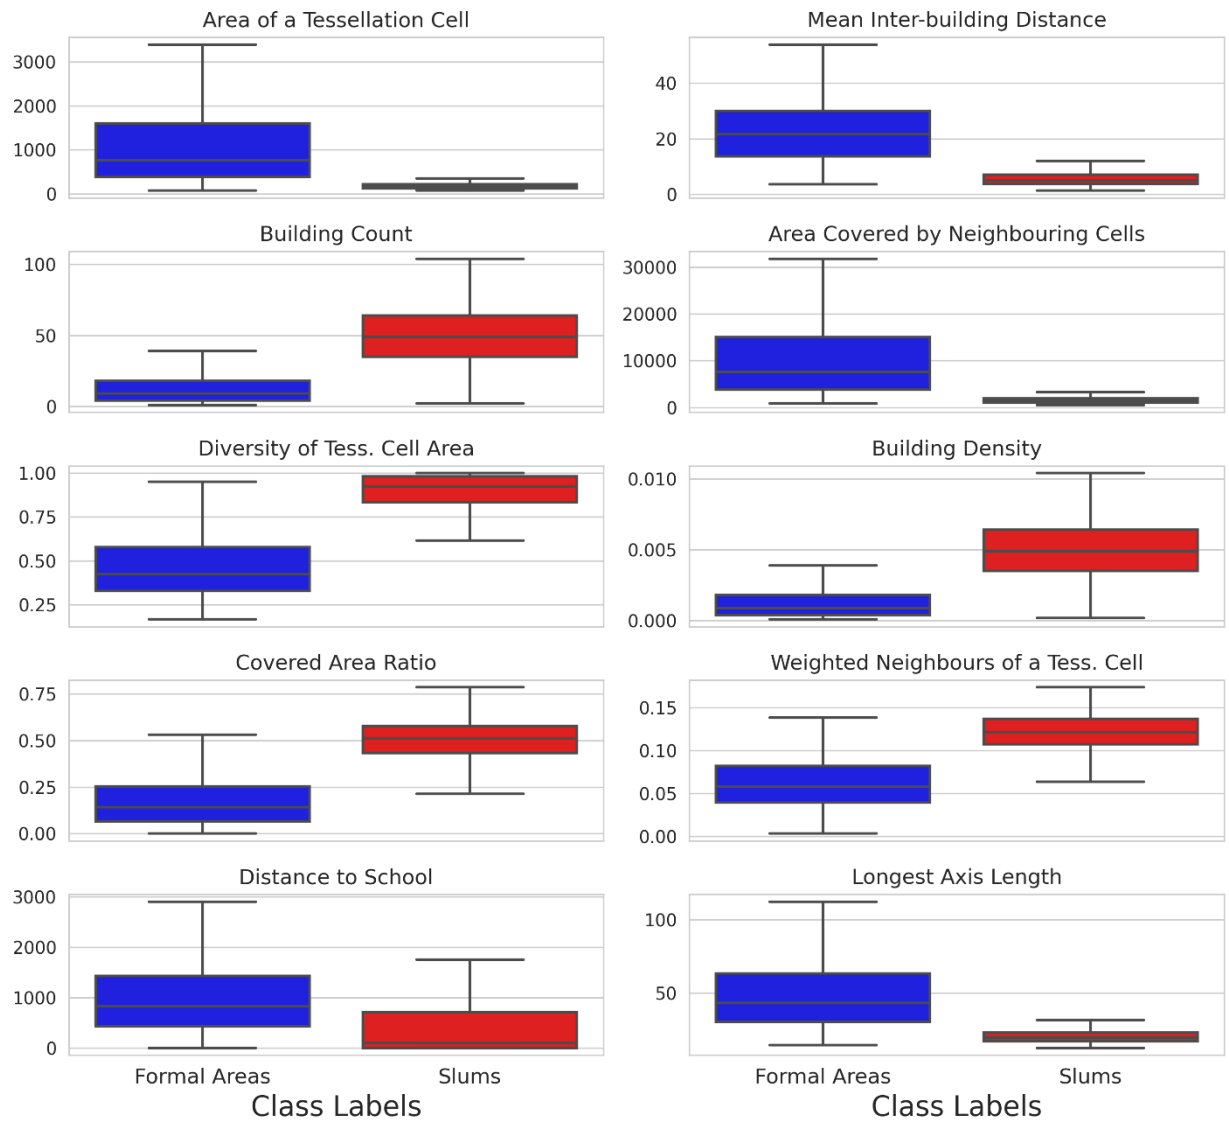 Area of a Tessellation Cell
3000
2000
1000
0
Mean Inter-building Distance
40
20
0
Building Count
100
50
0
Area Covered by Neighbouring Cells
30000
20000
10000
0
Diversity of Tess. Cell Area
1.00
0.75
0.50
0.25
Building Density
0.010
0.005
0.000
Covered Area Ratio
0.75
0.50
0.25
0.00
Weighted Neighbours of a Tess. Cell
0.15
0.10
0.05
0.00
Distance to School
3000
2000
1000
0
Formal Areas
Slums
Class Labels
Longest Axis Length
100
50
Formal Areas
Slums
Class Labels